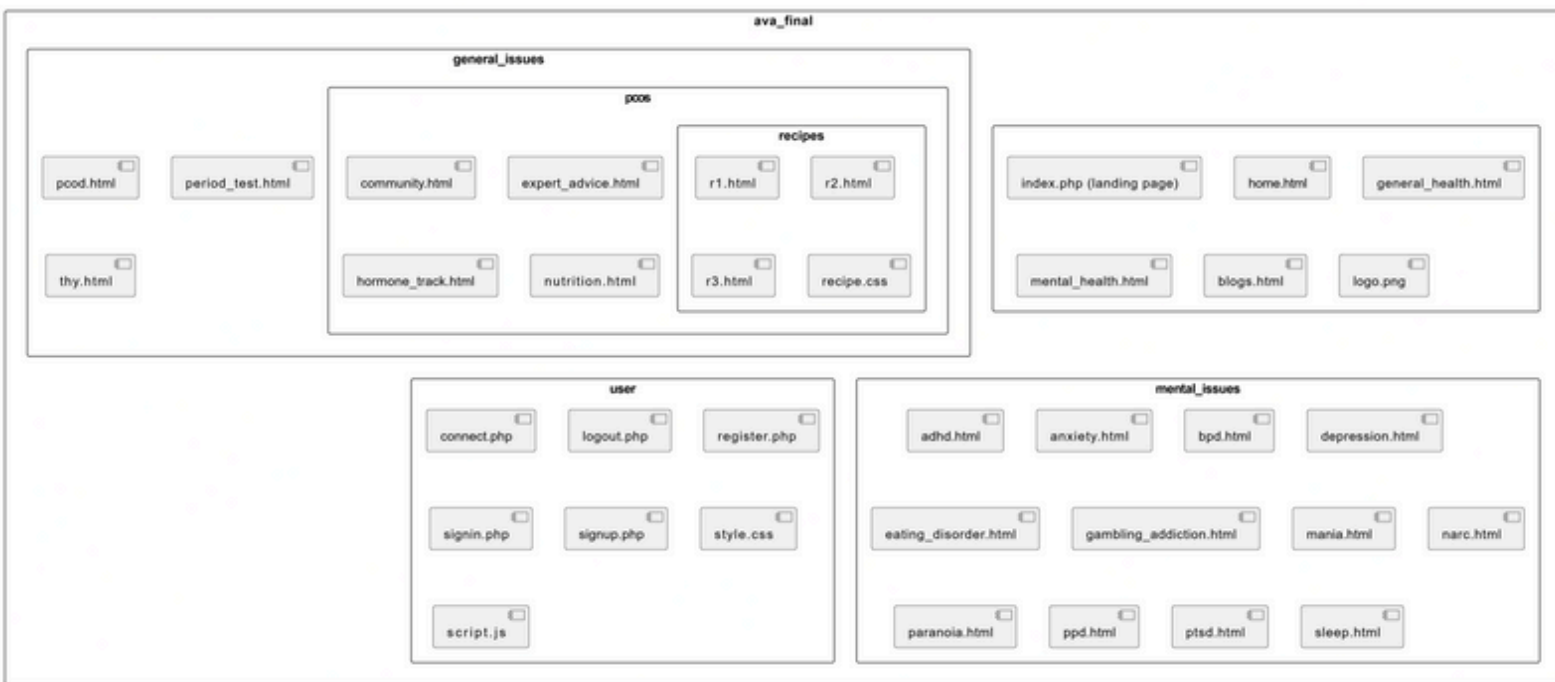 ava_final
general_issues
pcos
recipes
pcod.html
period_test.html
community.html
expert_advice.html
r1.html
r2.html
thy.html
hormone_track.html
nutrition.html
r3.html
recipe.css
index.php (landing page)
home.html
general_health.html
mental_health.html
blogs.html
logo.png
user
connect.php
logout.php
register.php
signin.php
signup.php
style.css
script.js
mental_issues
adhd.html
anxiety.html
bpd.html
depression.html
eating_disorder.html
gambling_addiction.html
mania.html
narc.html
paranoia.html
ppd.html
ptsd.html
sleep.html